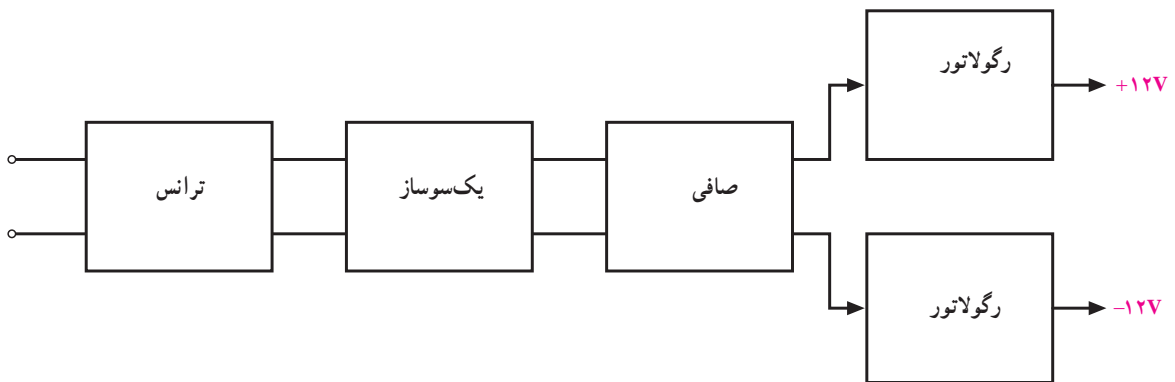 ترانس
یک‌سوساز
صافی
رگولاتور
+۱۲V
رگولاتور
−۱۲V